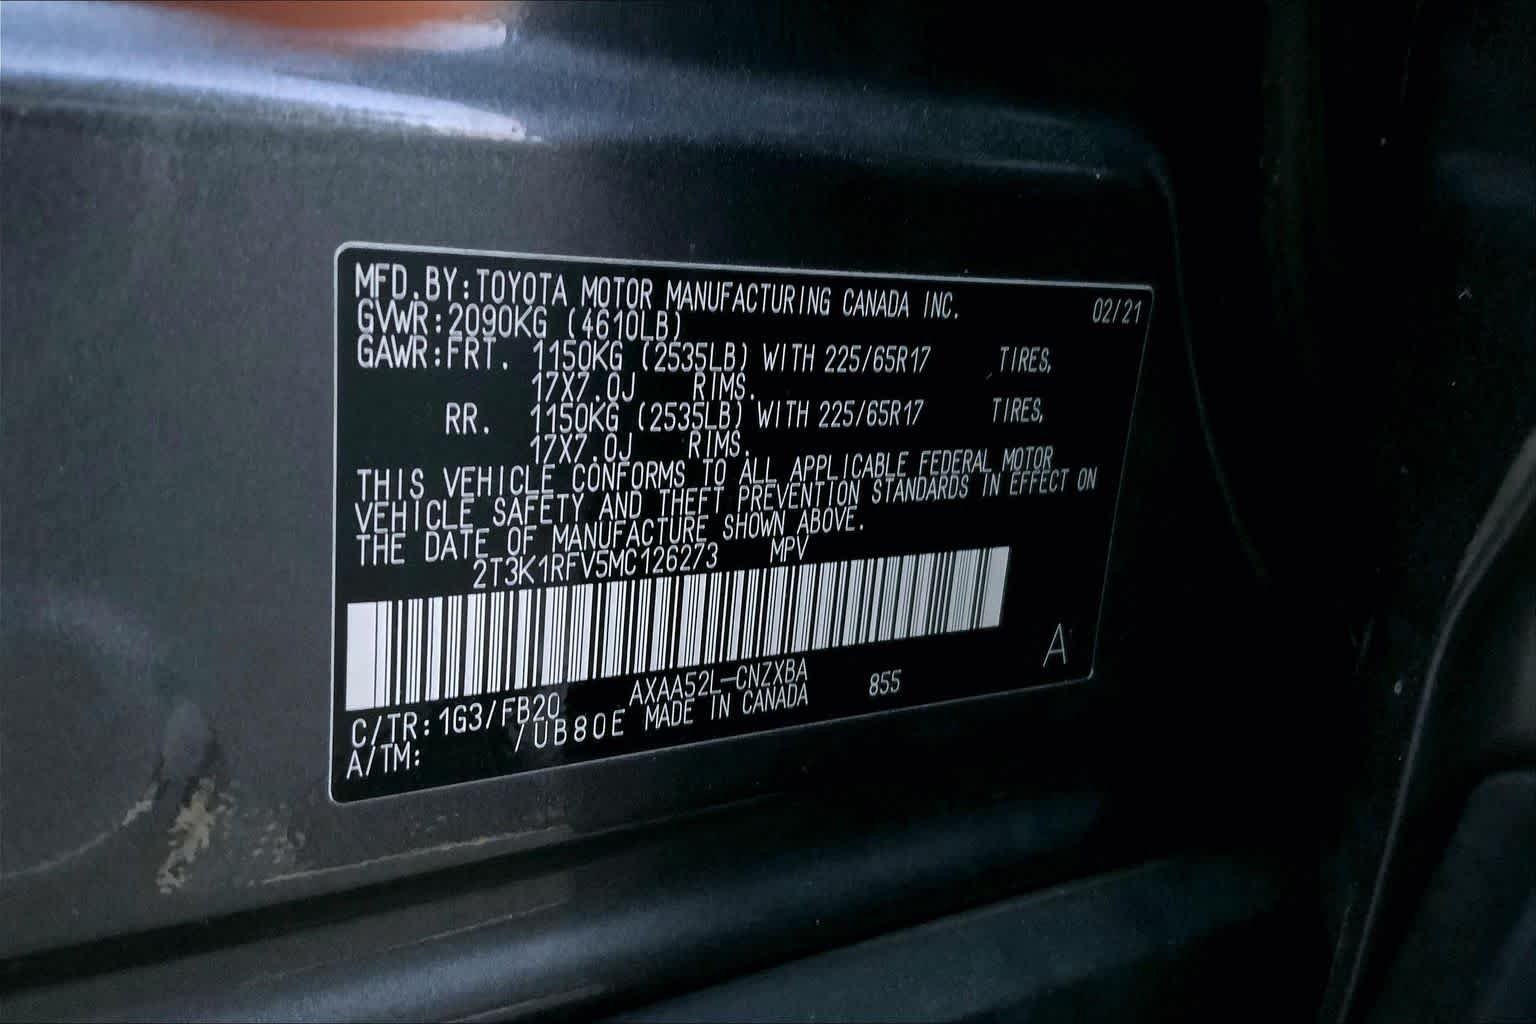 MFD.BY:TOYOTA MOTOR MANUFACTURING CANADA INC. 02/21
GVWR:2090KG (4610LB)
GAWR:FRT. 1150KG (2535LB) WITH 225/65R17 TIRES,
17X7.0J RIMS.
RR. 1150KG (2535LB) WITH 225/65R17 TIRES,
17X7.0J RIMS.
THIS VEHICLE CONFORMS TO ALL APPLICABLE FEDERAL MOTOR
VEHICLE SAFETY AND THEFT PREVENTION STANDARDS IN EFFECT ON
THE DATE OF MANUFACTURE SHOWN ABOVE.
2T3K1RFV5MC126273 MPV
A
C/TR:1G3/FB20 AXAA52L-CNZXBA 855
A/TM: /UB80E MADE IN CANADA